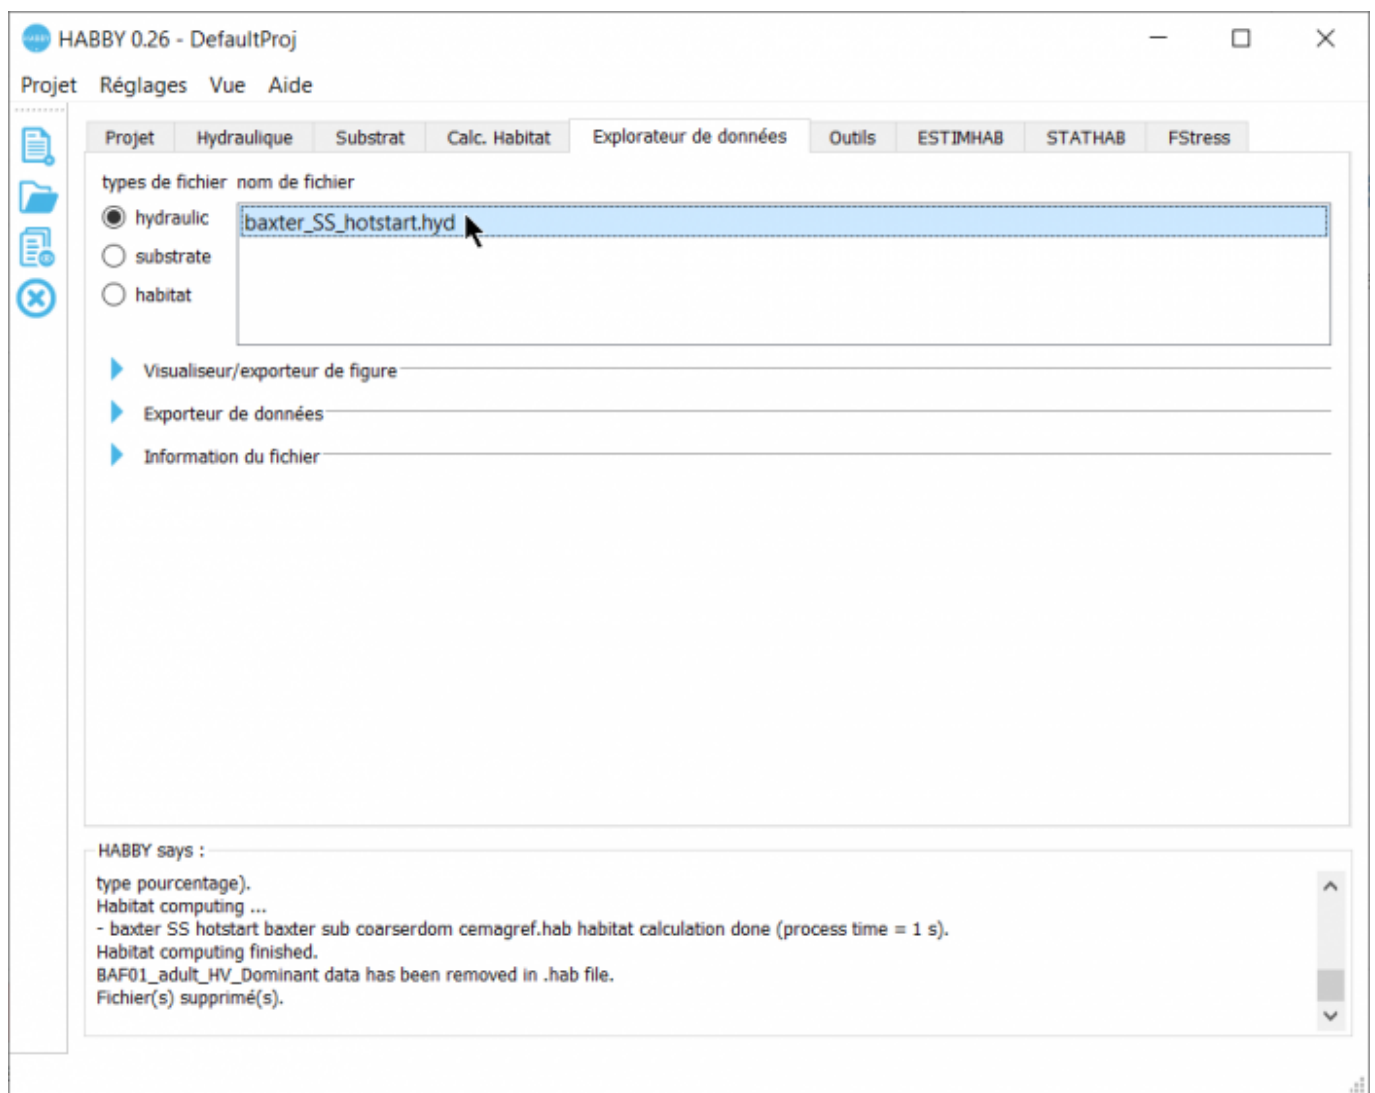 HABBY 0.26 - DefaultProj
Projet Réglages Vue Aide
Projet Hydraulique Substrat Calc. Habitat Explorateur de données Outils ESTIMHAB STATHAB FStress
types de fichier nom de fichier
hydraulic baxter_SS_hotstart.hyd
substrate
habitat
Visualiseur/exporteur de figure
Exporteur de données
Information du fichier
HABBY says :
type pourcentage).
Habitat computing ...
- baxter SS hotstart baxter sub coarserdom cemagref.hab habitat calculation done (process time = 1 s).
Habitat computing finished.
BAF01_adult_HV_Dominant data has been removed in .hab file.
Fichier(s) supprimé(s).